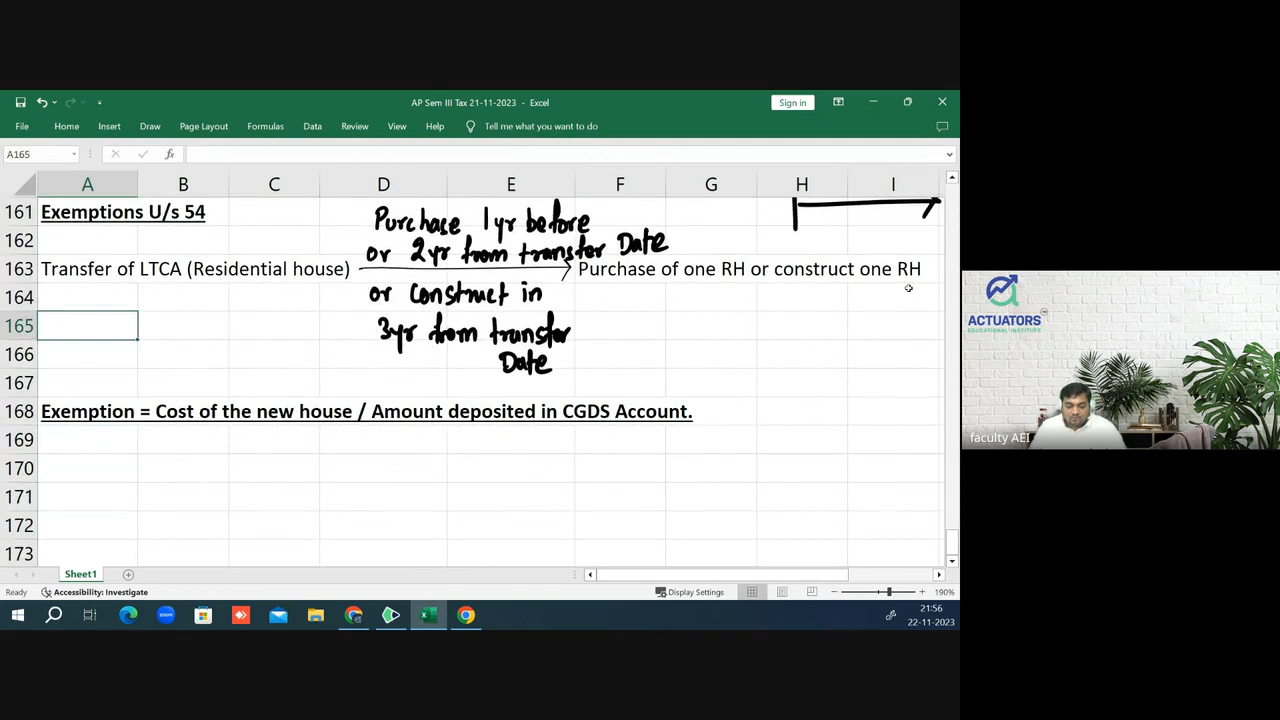 AP Sem III Tax 21-11-2023 - Excel
Sign in
File Home Insert Draw Page Layout Formulas Data Review View Help Tell me what you want to do
A165
fx
A B C D E F G H I
161 Exemptions U/s 54
Purchase 1yr before
162
or 2yr from transfer Date
163 Transfer of LTCA (Residential house) Purchase of one RH or construct one RH
164 or construct in
165 3yr from transfer
166 Date
167
168 Exemption = Cost of the new house / Amount deposited in CGDS Account.
169
170
171
172
173
Sheet1
Ready Accessibility: Investigate Display Settings 190%
zoom
21:56
22-11-2023
ACTUATORS
EDUCATIONAL INSTITUTE
TM
faculty AEI